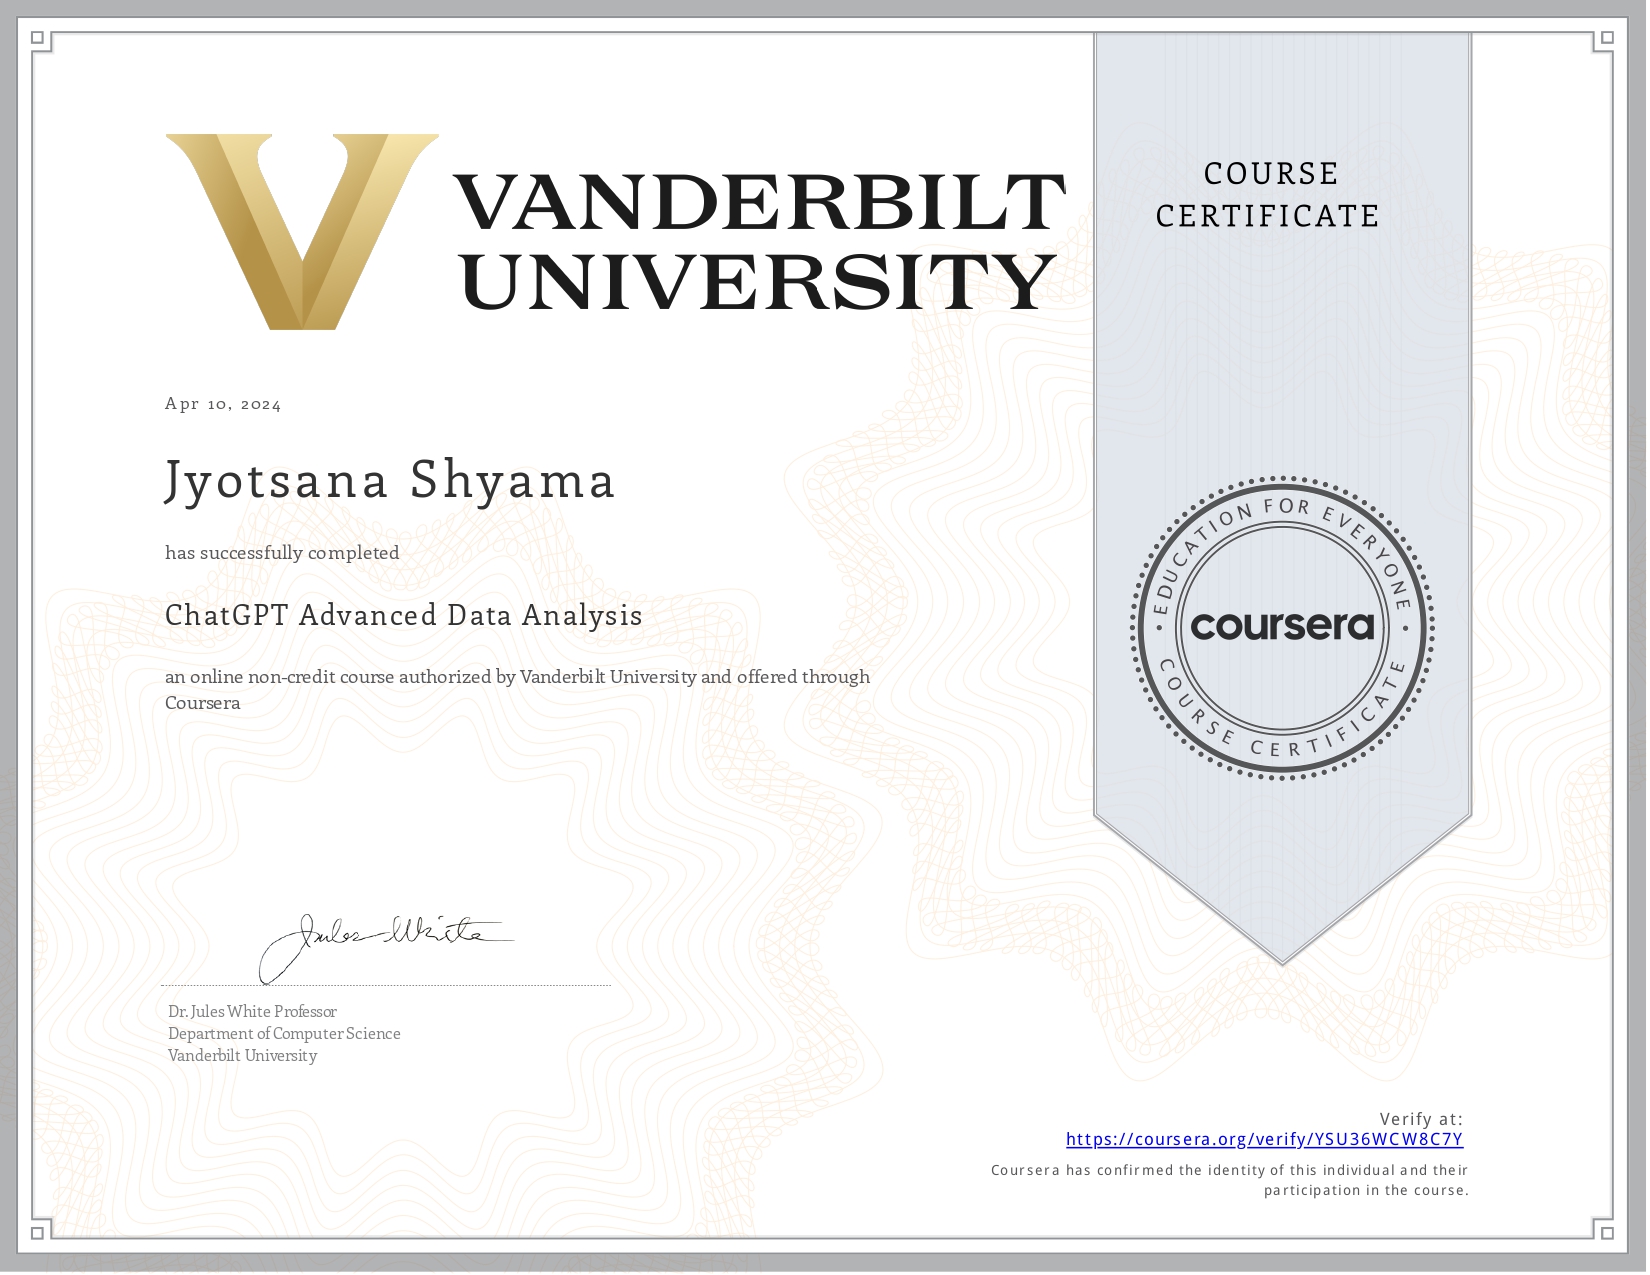 VANDERBILT
UNIVERSITY
COURSE
CERTIFICATE
Apr 10, 2024
Jyotsana Shyama
has successfully completed
ChatGPT Advanced Data Analysis
an online non-credit course authorized by Vanderbilt University and offered through
Coursera
EDUCATION FOR EVERYONE
coursera
COURSE CERTIFICATE
Jules White
Dr. Jules White Professor
Department of Computer Science
Vanderbilt University
Verify at:
https://coursera.org/verify/YSU36WCW8C7Y
Coursera has confirmed the identity of this individual and their
participation in the course.